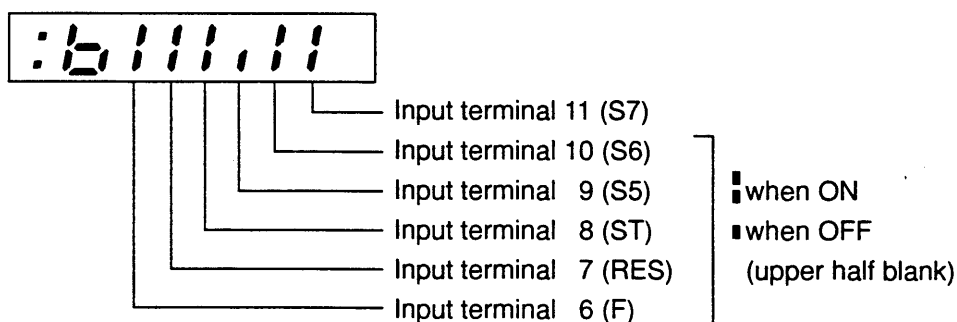 :b111,11
Input terminal 11 (S7)
Input terminal 10 (S6)
Input terminal 9 (S5)
Input terminal 8 (ST)
Input terminal 7 (RES)
Input terminal 6 (F)
when ON
when OFF
(upper half blank)